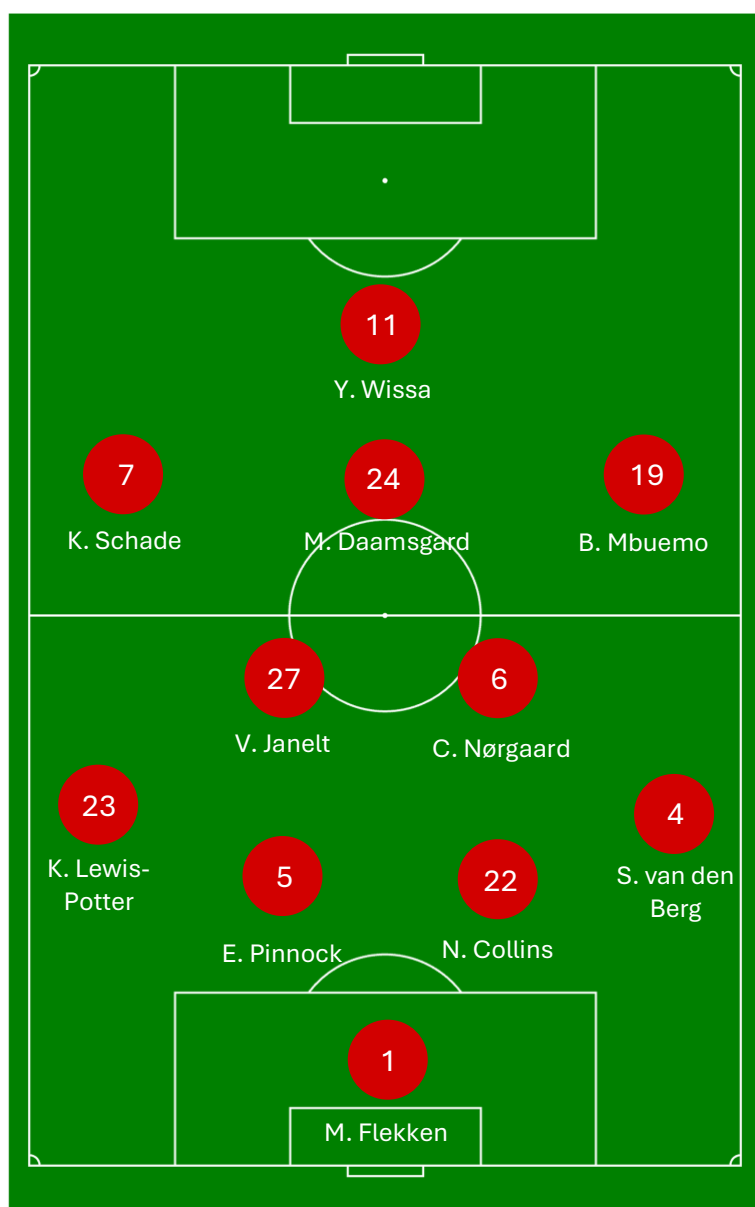 11
Y. Wissa
7
24
19
K. Schade
M. Daamsgard
B. Mbuemo
27
6
V. Janelt
C. Nørgaard
23
4
K. Lewis-
Potter
5
22
S. van den
Berg
E. Pinnock
N. Collins
1
M. Flekken